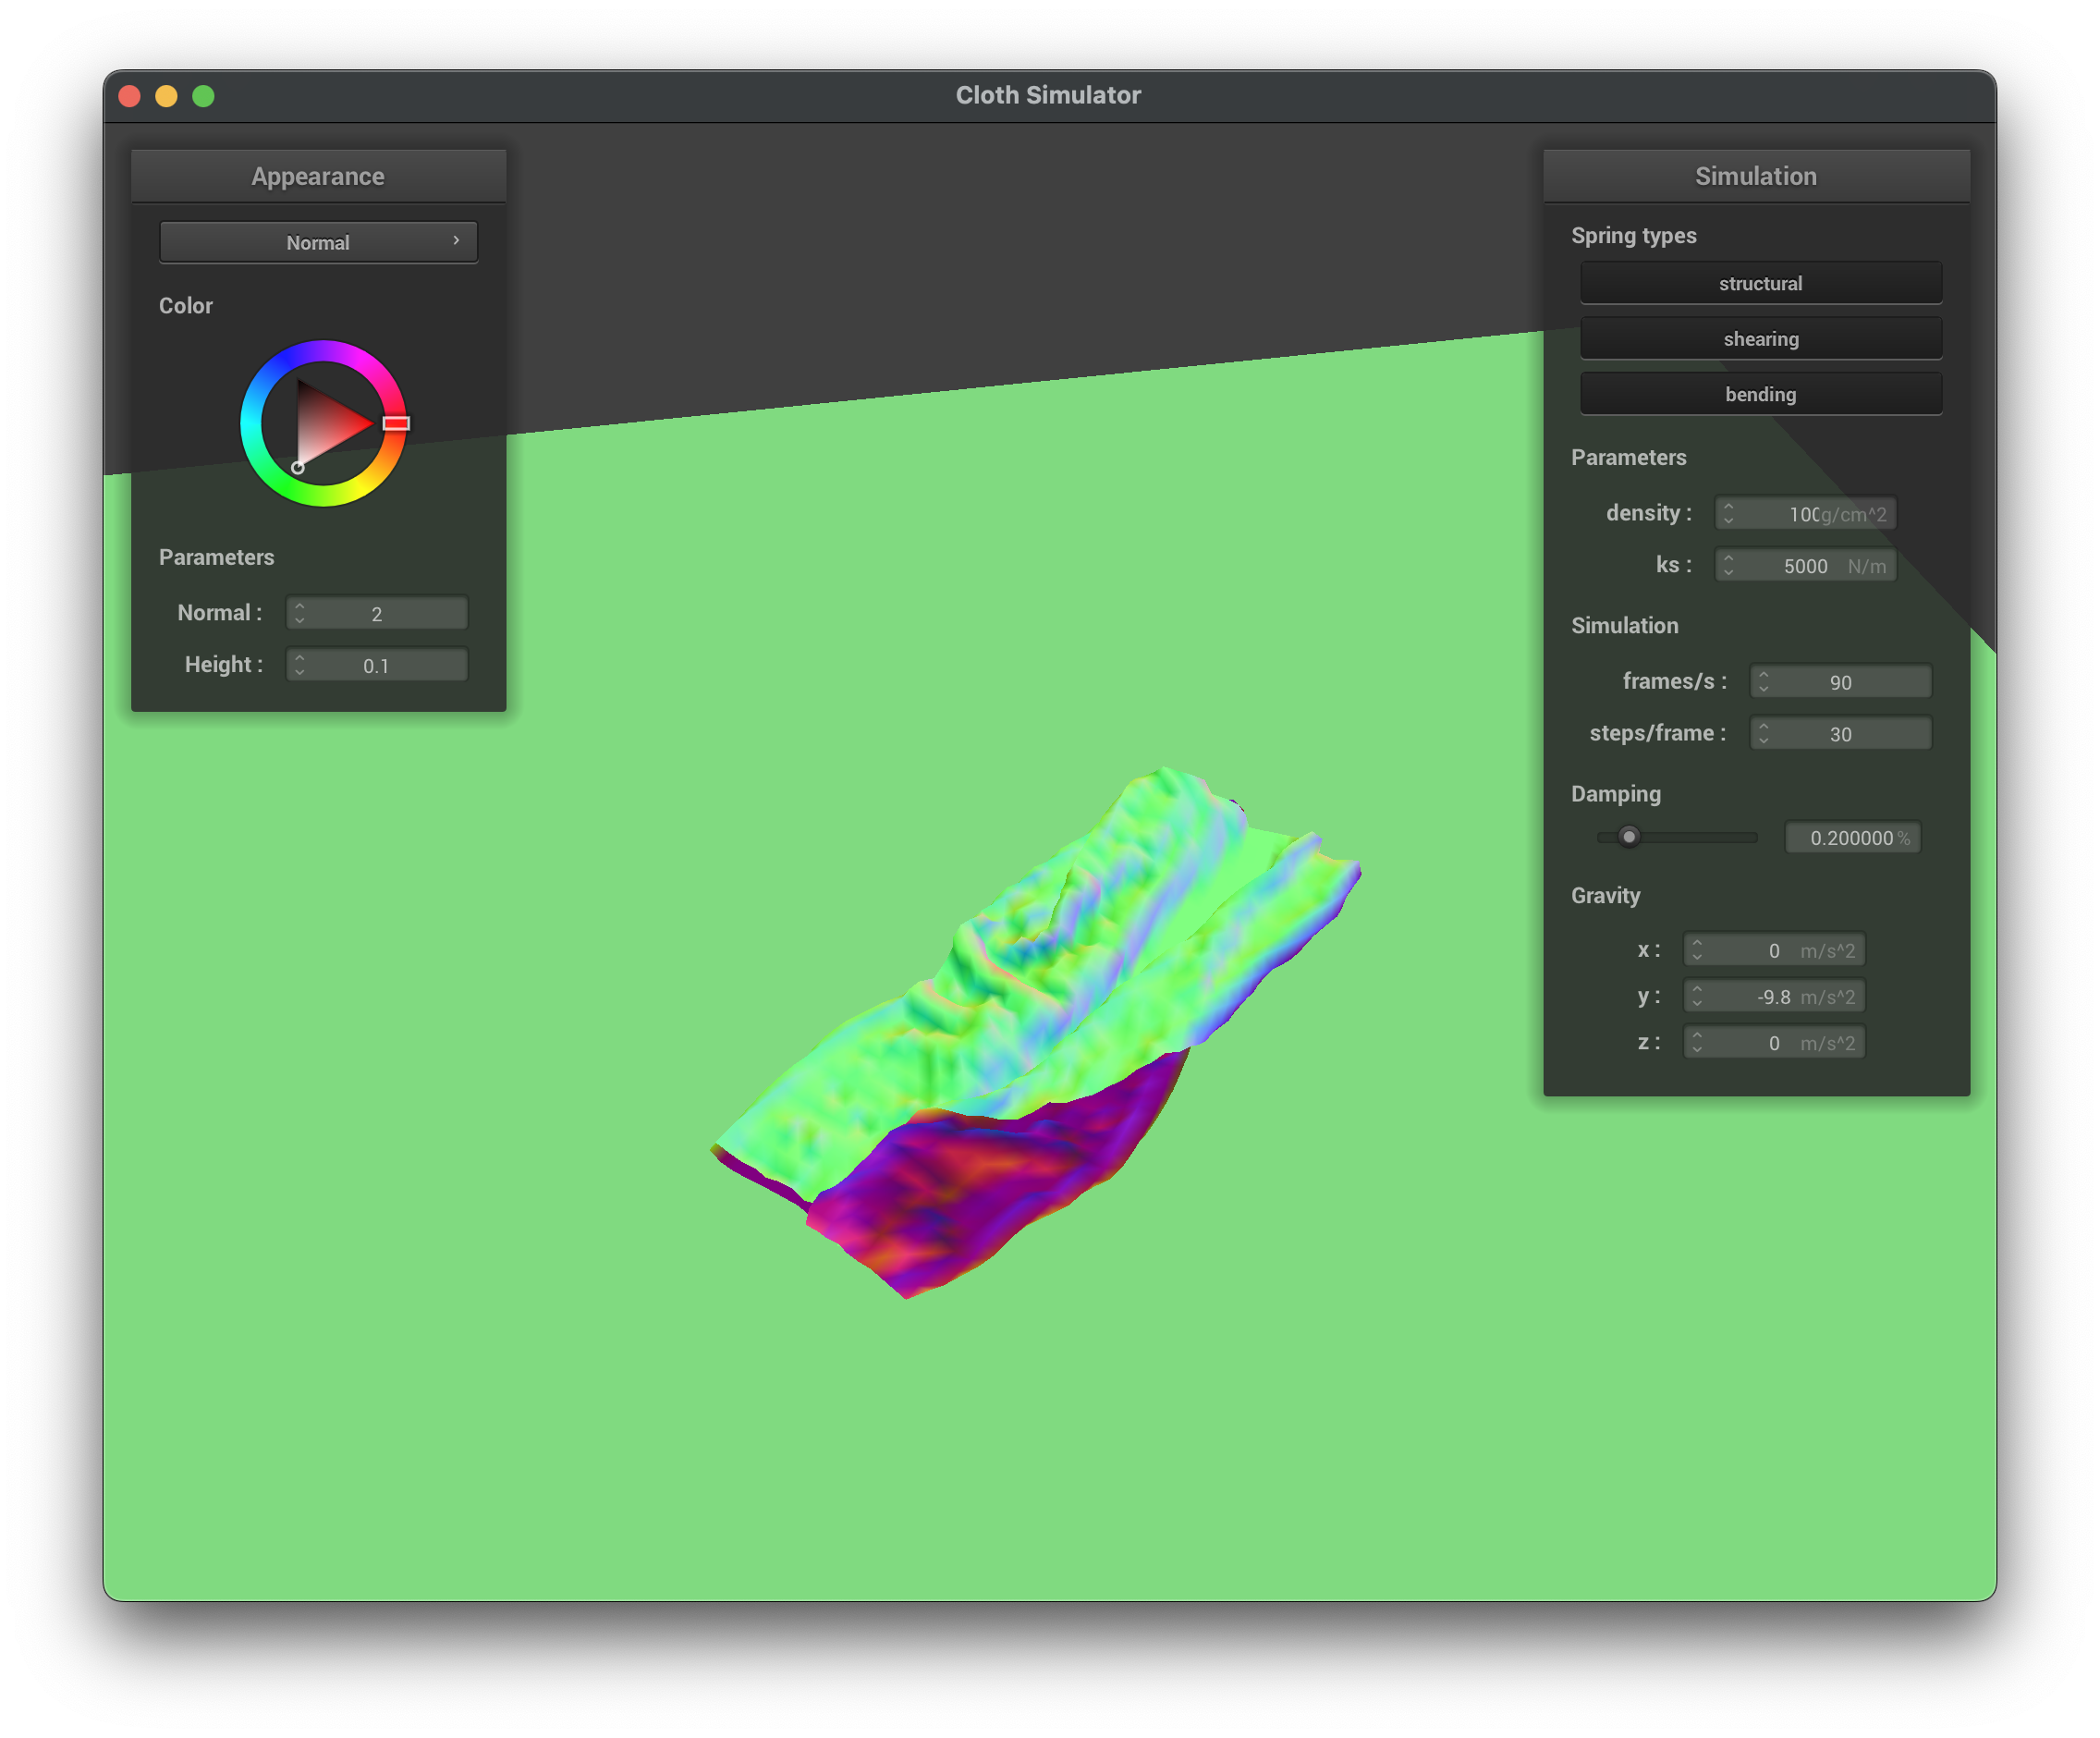 Cloth Simulator
Appearance
Normal
Color
Parameters
Normal :
2
Height :
0.1
Simulation
Spring types
structural
shearing
bending
Parameters
density :
100 g/cm^2
ks :
5000 N/m
Simulation
frames/s :
90
steps/frame :
30
Damping
0.200000 %
Gravity
x :
0 m/s^2
y :
-9.8 m/s^2
z :
0 m/s^2